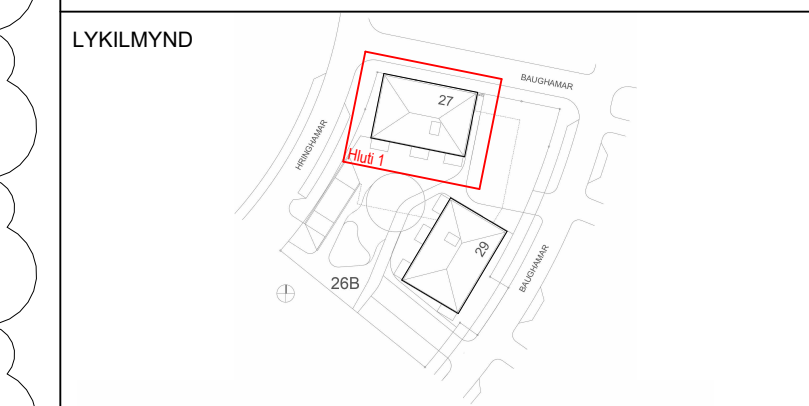 LYKILMYND
BAUGHAMAR
27
HRINGHAMAR
Hluti 1
29
BAUGHAMAR
26B